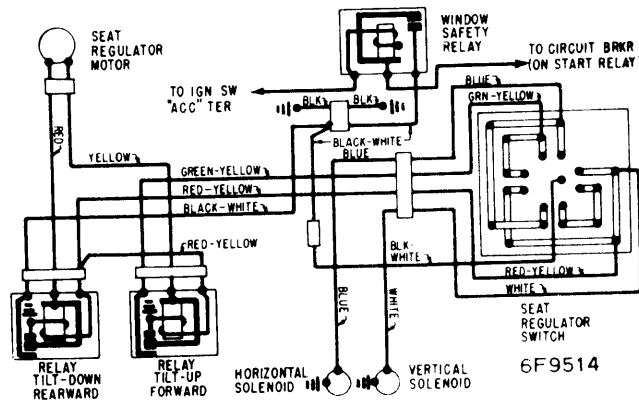 SEAT
REGULATOR
MOTOR
WINDOW
SAFETY
RELAY
TO CIRCUIT BRKR
(ON START RELAY)
TO IGN SW
"ACC" TER
BLK
BLK
BLUE
GRN-YELLOW
RED
YELLOW
BLACK-WHITE
BLUE
GREEN-YELLOW
RED-YELLOW
BLACK-WHITE
RED-YELLOW
BLK-
WHITE
RED-YELLOW
WHITE
BLUE
WHITE
SEAT
REGULATOR
SWITCH
RELAY
TILT-DOWN
REARWARD
RELAY
TILT-UP
FORWARD
HORIZONTAL
SOLENOID
VERTICAL
SOLENOID
6F9514